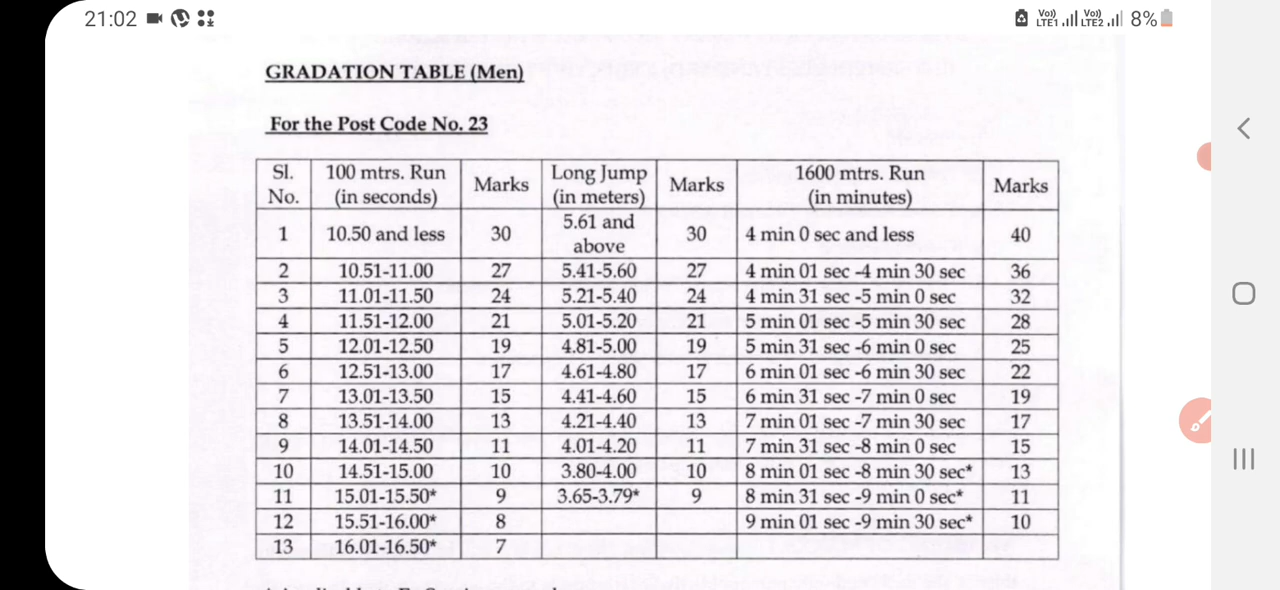 21:02 Vo)) LTE1 Vo)) LTE2 8%
GRADATION TABLE (Men)
For the Post Code No. 23
Sl. No. 100 mtrs. Run (in seconds) Marks Long Jump (in meters) Marks 1600 mtrs. Run (in minutes) Marks
1 10.50 and less 30 5.61 and above 30 4 min 0 sec and less 40
2 10.51-11.00 27 5.41-5.60 27 4 min 01 sec -4 min 30 sec 36
3 11.01-11.50 24 5.21-5.40 24 4 min 31 sec -5 min 0 sec 32
4 11.51-12.00 21 5.01-5.20 21 5 min 01 sec -5 min 30 sec 28
5 12.01-12.50 19 4.81-5.00 19 5 min 31 sec -6 min 0 sec 25
6 12.51-13.00 17 4.61-4.80 17 6 min 01 sec -6 min 30 sec 22
7 13.01-13.50 15 4.41-4.60 15 6 min 31 sec -7 min 0 sec 19
8 13.51-14.00 13 4.21-4.40 13 7 min 01 sec -7 min 30 sec 17
9 14.01-14.50 11 4.01-4.20 11 7 min 31 sec -8 min 0 sec 15
10 14.51-15.00 10 3.80-4.00 10 8 min 01 sec -8 min 30 sec* 13
11 15.01-15.50* 9 3.65-3.79* 9 8 min 31 sec -9 min 0 sec* 11
12 15.51-16.00* 8 9 min 01 sec -9 min 30 sec* 10
13 16.01-16.50* 7